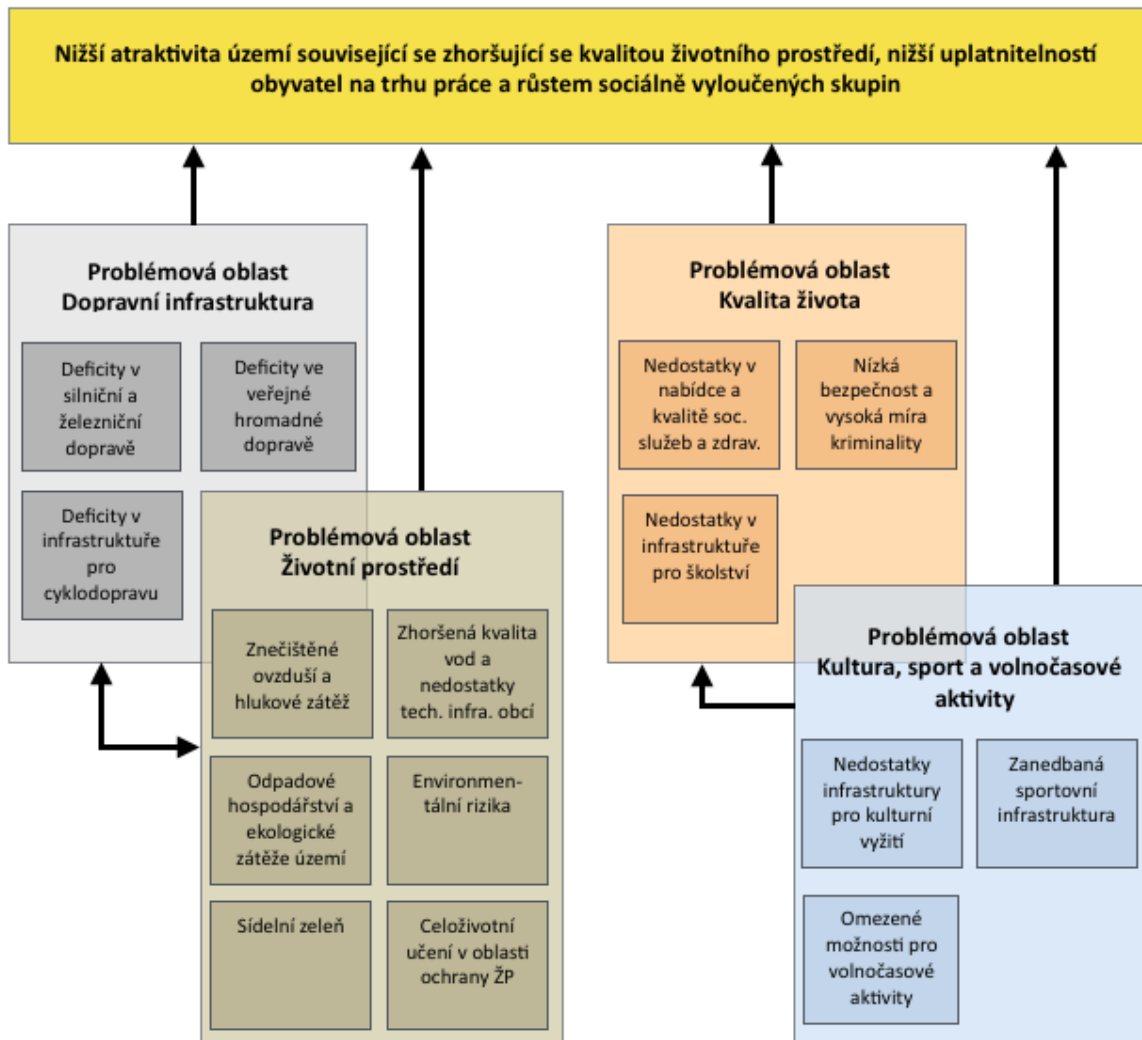 Nižší atraktivita území související se zhoršující se kvalitou životního prostředí, nižší uplatnitelností
obyvatel na trhu práce a růstem sociálně vyloučených skupin
Problémová oblast
Dopravní infrastruktura
Deficity v
silniční a
železniční
dopravě
Deficity ve
veřejné
hromadné
dopravě
Deficity v
infrastruktuře
pro
cyklodopravu
Problémová oblast
Životní prostředí
Znečištěné
ovzduší a
hlukové zátěž
Zhoršená kvalita
vod a
nedostatky
tech. infra. obcí
Odpadové
hospodářství a
ekologické
zátěže území
Environmen-
tální rizika
Sídelní zeleň
Celoživotní
učení v oblasti
ochrany ŽP
Problémová oblast
Kvalita života
Nedostatky v
nabídce a
kvalitě soc.
služeb a zdrav.
Nízká
bezpečnost a
vysoká míra
kriminality
Nedostatky v
infrastruktuře
pro školství
Problémová oblast
Kultura, sport a volnočasové
aktivity
Nedostatky
infrastruktury
pro kulturní
vyžití
Zanedbaná
sportovní
infrastruktura
Omezené
možnosti pro
volnočasové
aktivity